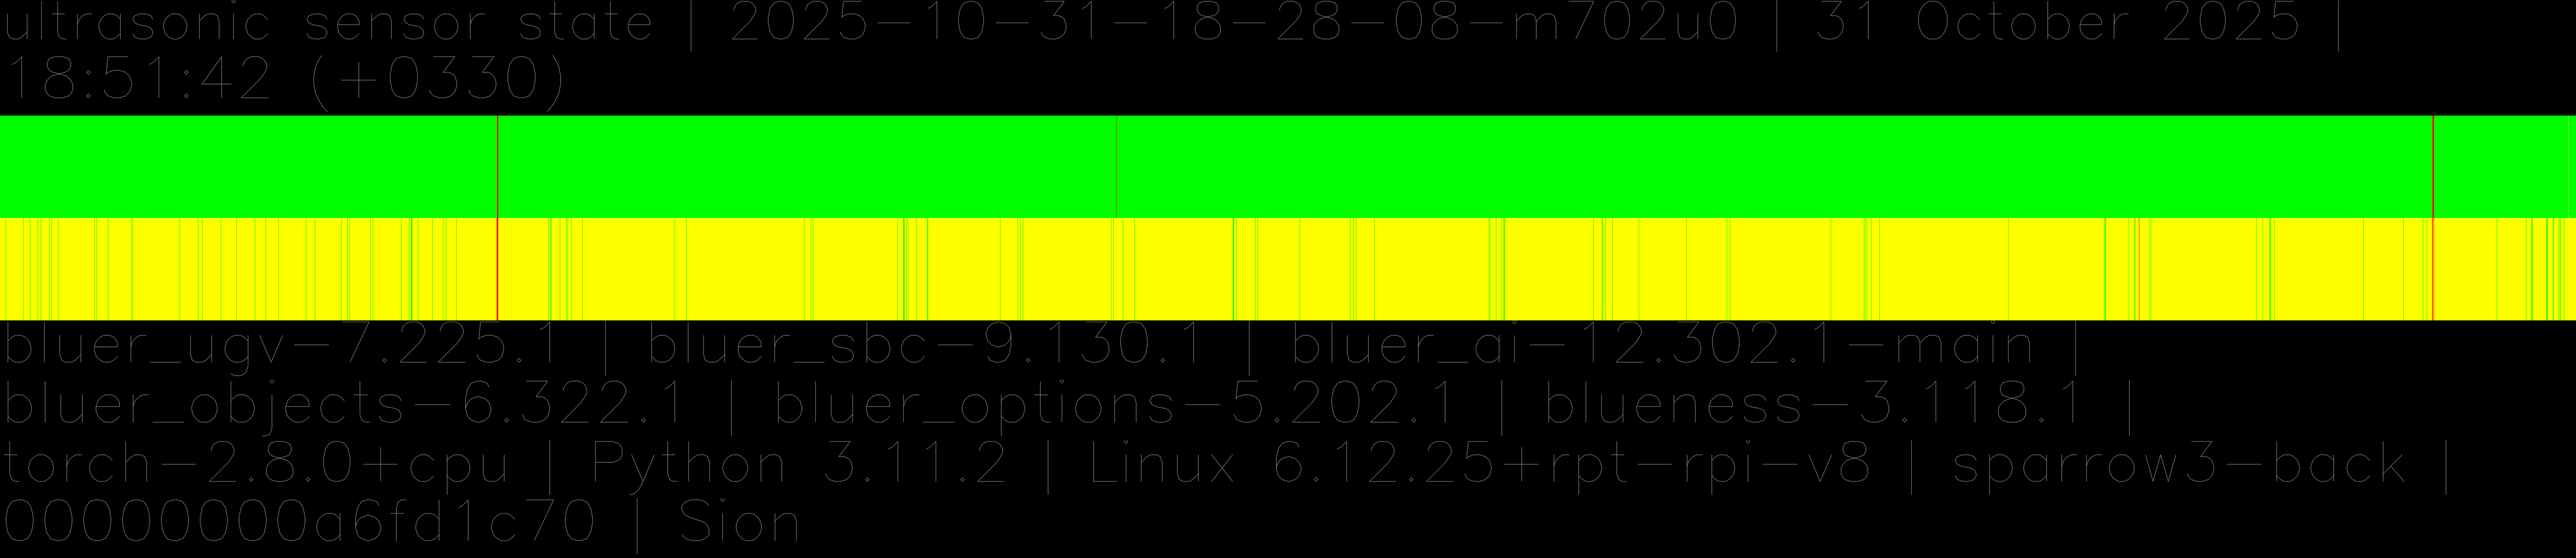 ultrasonic sensor state | 2025-10-31-18-28-08-m702u0 | 31 October 2025 |
18:51:42 (+0330)
bluer_ugv-7.225.1 | bluer_sbc-9.130.1 | bluer_ai-12.302.1-main |
bluer_objects-6.322.1 | bluer_options-5.202.1 | blueness-3.118.1 |
torch-2.8.0+cpu | Python 3.11.2 | Linux 6.12.25+rpt-rpi-v8 | sparrow3-back |
00000000a6fd1c70 | Sion